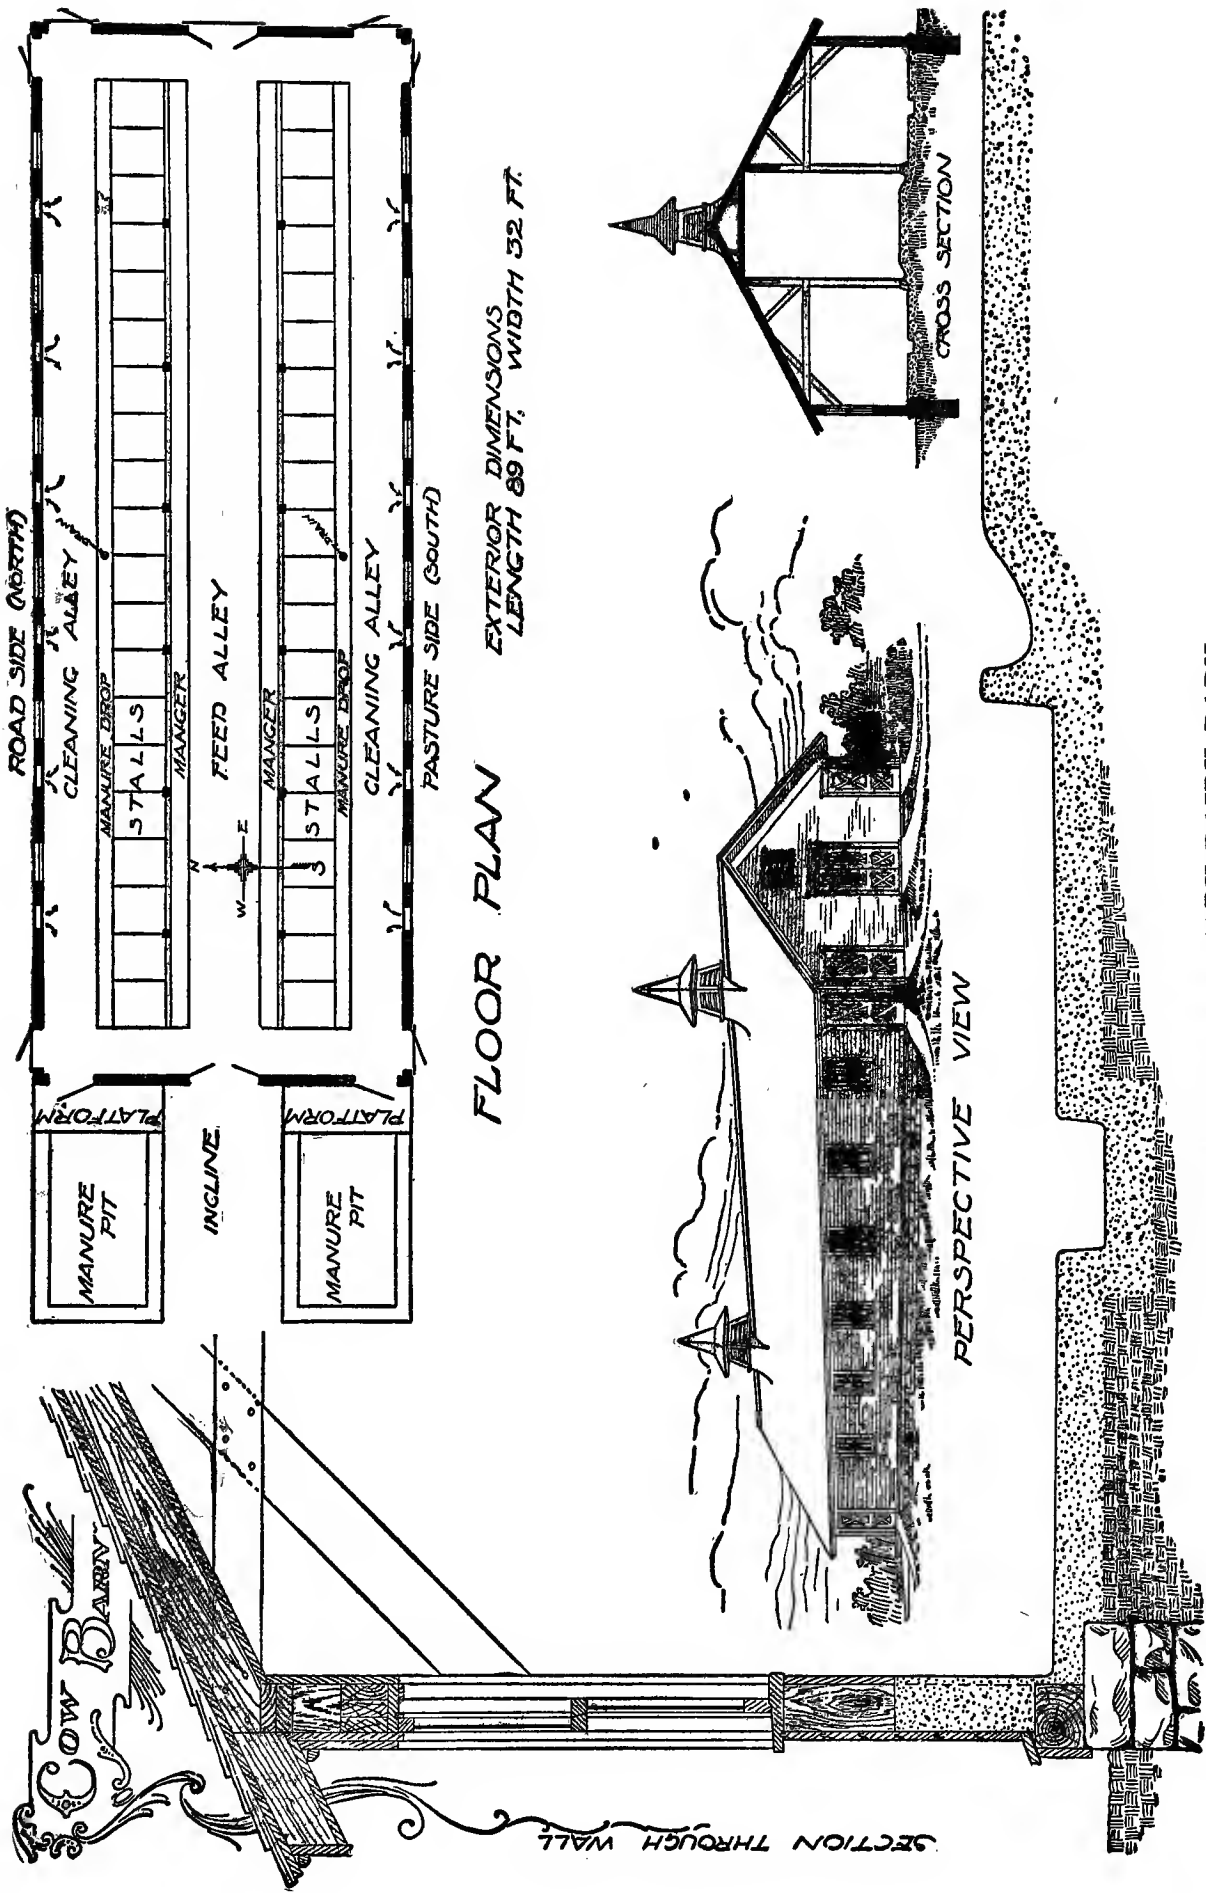 COW BARN
ROAD SIDE (NORTH)
CLEANING ALLEY
DRAIN
MANURE DROP
STALLS
MANGER
FEED ALLEY
N
W E
S
MANGER
STALLS
DRAIN
MANURE DROP
CLEANING ALLEY
PASTURE SIDE (SOUTH)
PLATFORM
MANURE
PIT
INCLINE
PLATFORM
MANURE
PIT
FLOOR PLAN
EXTERIOR DIMENSIONS
LENGTH 89 FT. WIDTH 32 FT.
CROSS SECTION
PERSPECTIVE VIEW
SECTION THROUGH WALL